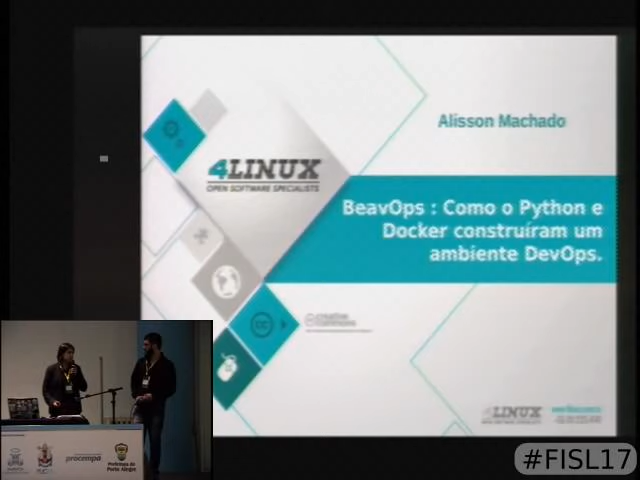 Alisson Machado
4LINUX
OPEN SOFTWARE SPECIALISTS
BeavOps : Como o Python e
Docker construíram um
ambiente DevOps.
cc
creative
commons
4LINUX
procempa
Prefeitura de
Porto Alegre
#FISL17